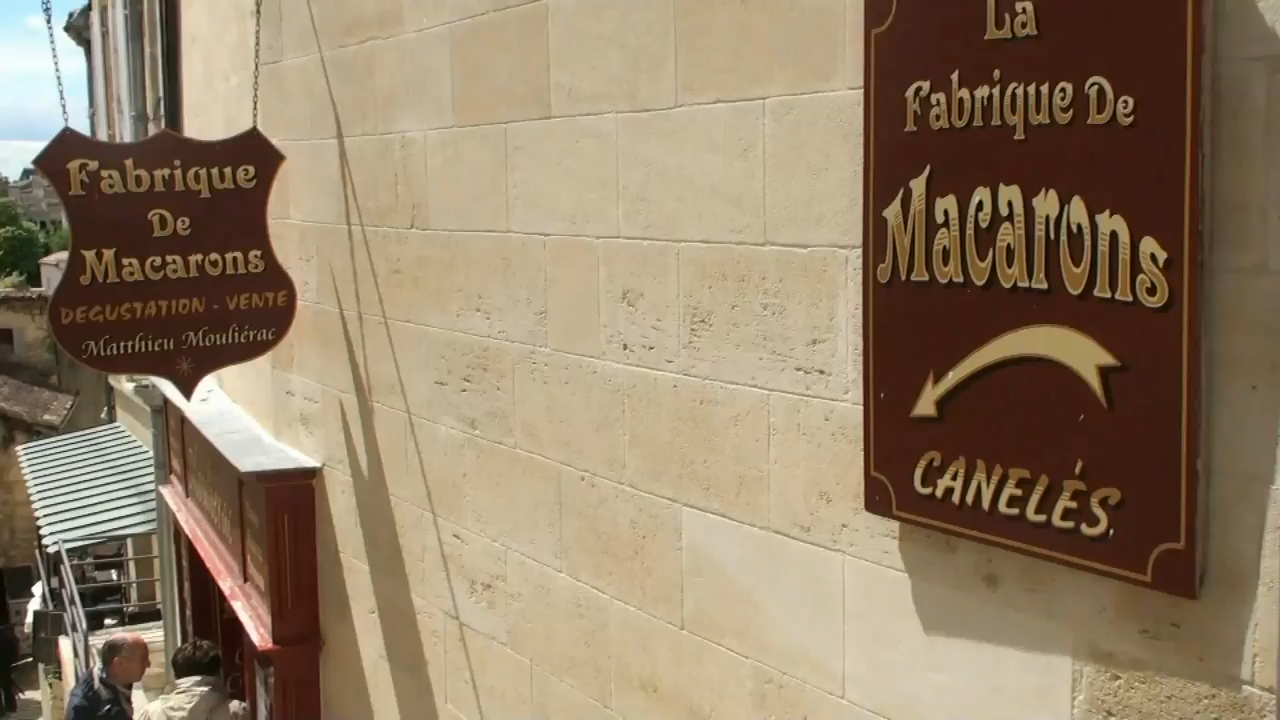 Fabrique
De
Macarons
DEGUSTATION - VENTE
Matthieu Mouliérac
La
Fabrique De
Macarons
CANELÉS